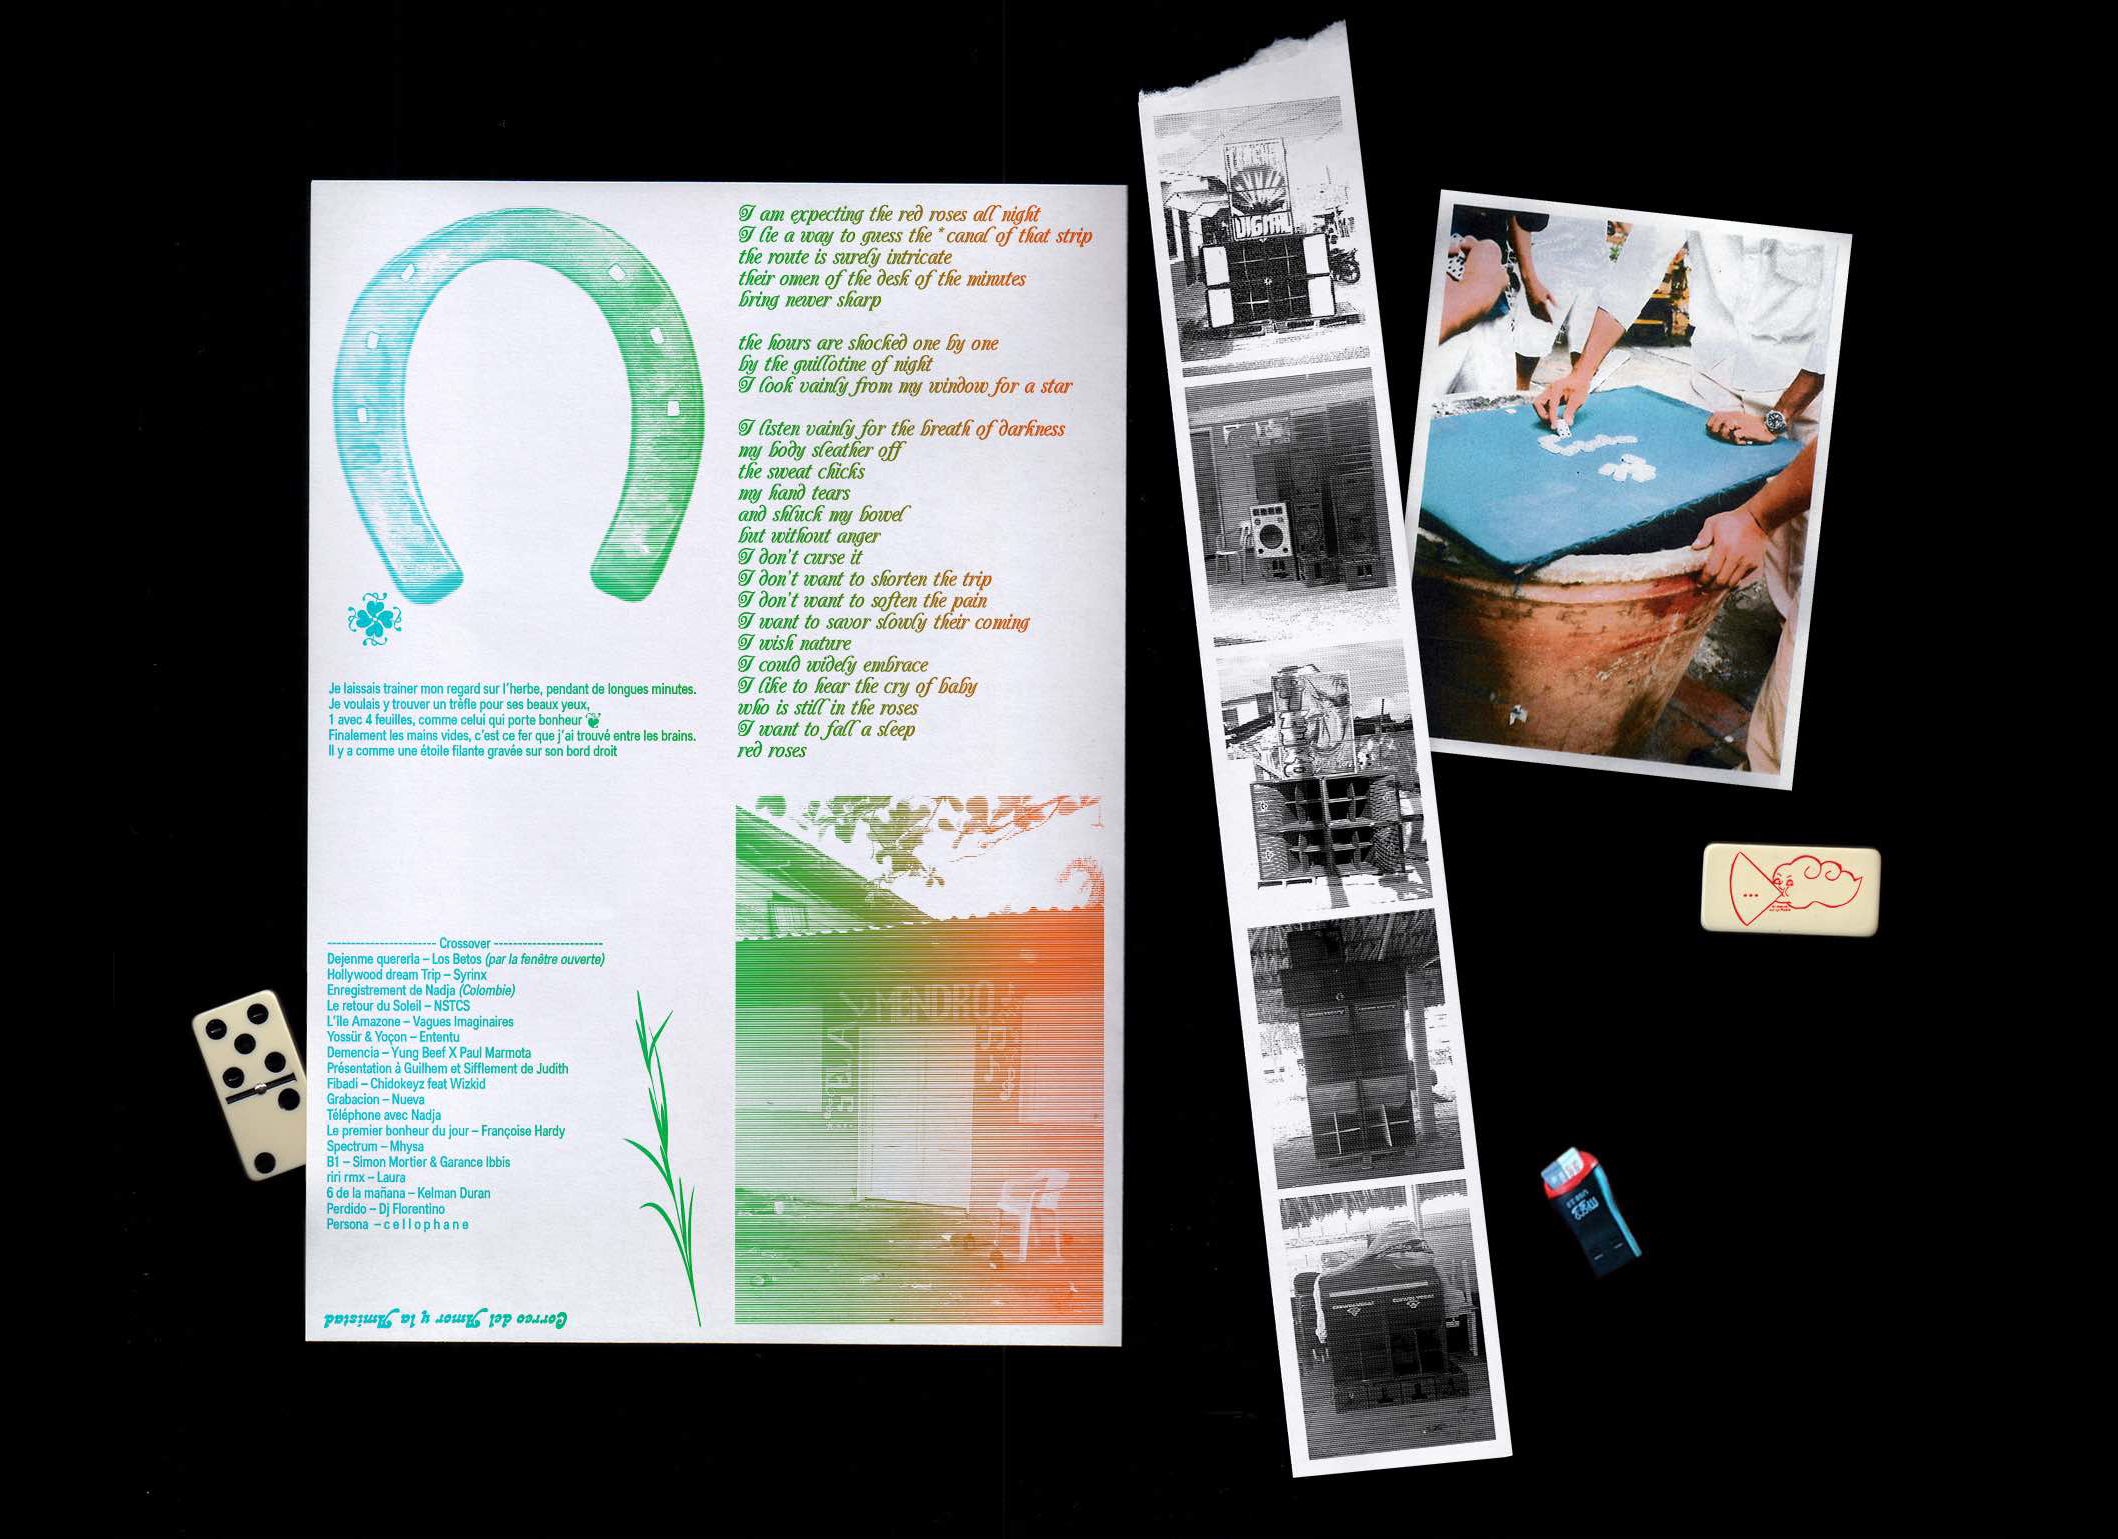 I am expecting the red roses all night
I lie a way to guess the * canal of that strip
the route is surely intricate
their omen of the desk of the minutes
bring never sharp
the hours are shocked one by one
by the guillotine of night
I look vainly from my window for a star
I listen vainly for the breath of darkness
my body sleather off
the sweat chicks
my hand tears
and shluck my bowel
but without anger
I don't curse it
I don't want to shorten the trip
I don't want to soften the pain
I want to savor slowly their coming
I wish nature
I could widely embrace
I like to hear the cry of baby
who is still in the roses
I want to fall a sleep
red roses
Je laissais trainer mon regard sur l'herbe, pendant de longues minutes.
Je voulais y trouver un trèfle pour ses beaux yeux,
1 avec 4 feuilles, comme celui qui porte bonheur
Finalement les mains vides, c'est ce fer que j'ai trouvé entre les brains.
Il y a comme une étoile filante gravée sur son bord droit
----------------------- Crossover -----------------------
Dejenme quererla – Los Betos (par la fenêtre ouverte)
Hollywood dream Trip – Syrinx
Enregistrement de Nadja (Colombie)
Le retour du Soleil – NSTCS
L'île Amazone – Vagues Imaginaires
Yossür & Yoçon – Ententu
Demencia – Yung Beef X Paul Marmota
Présentation à Guilhem et Sifflement de Judith
Fibadi – Chidokeyz feat Wizkid
Grabacion – Nueva
Téléphone avec Nadja
Le premier bonheur du jour – Françoise Hardy
Spectrum – Mhysa
B1 – Simon Mortier & Garance Ibbis
riri rmx – Laura
6 de la mañana – Kelman Duran
Perdido – Dj Florentino
Persona – c e l l o p h a n e
Correo del Amor y la Amistad
MENDRO
DIGITAL